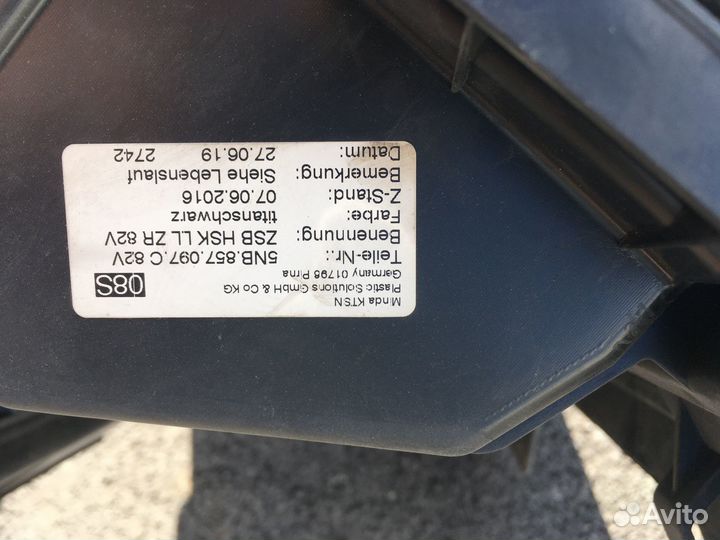 Minda KTSN
Plastic Solutions GmbH & Co KG
Germany 01796 Pirna
08S
Teile-Nr.: 5NB.857.097.C 82V
Benennung: ZSB HSK LL ZR 82V
Farbe: titanschwarz
Z-Stand: 07.06.2016
Bemerkung: Siehe Lebenslauf
Datum: 27.06.19 2742
Avito